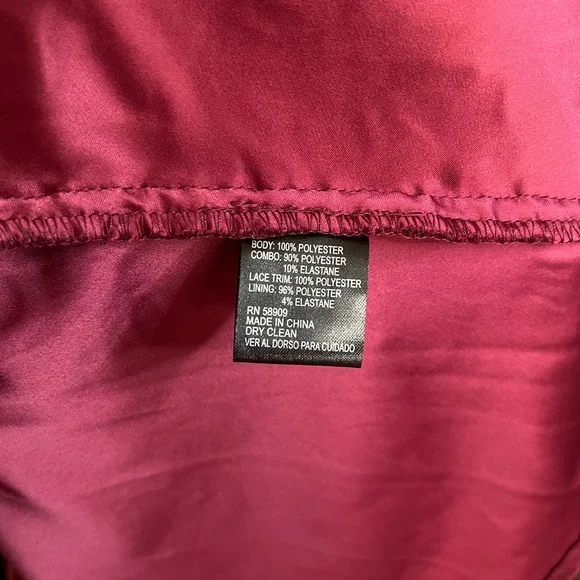 BODY: 100% POLYESTER
COMBO: 90% POLYESTER
10% ELASTANE
LACE TRIM: 100% POLYESTER
LINING: 96% POLYESTER
4% ELASTANE
RN 58909
MADE IN CHINA
DRY CLEAN
VER AL DORSO PARA CUIDADO